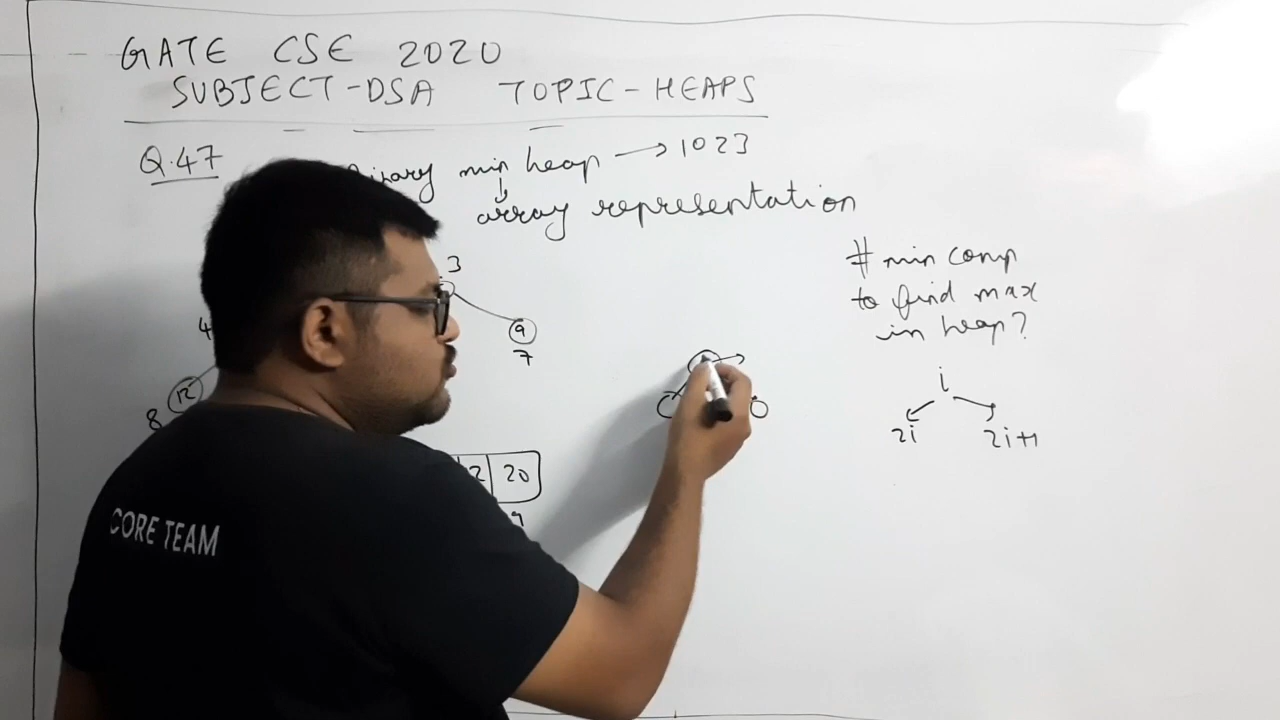 GATE CSE 2020
SUBJECT-DSA TOPIC-HEAPS
Q.47
min heap → 1023
array representation
# min comp
to find max
in heap?
3
9
7
4
12
8
i
2i 2i+1
20
9
CORE TEAM